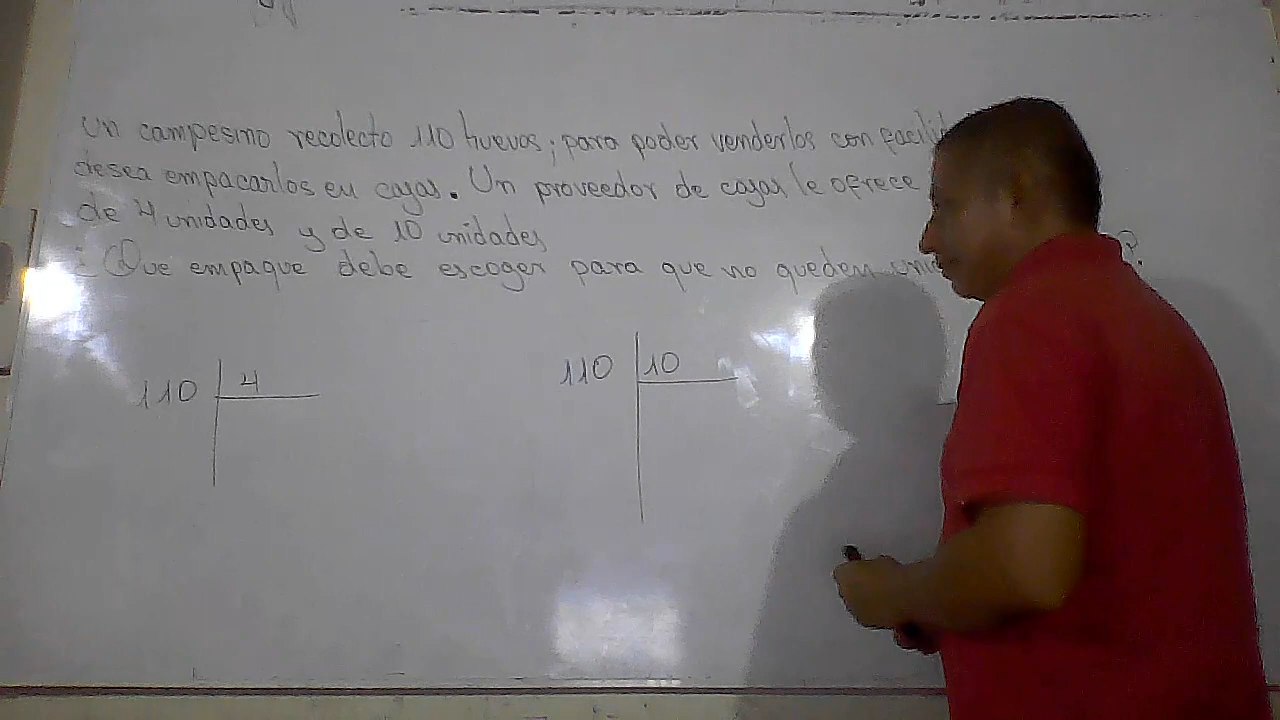 Un campesino recolecto 110 huevos; para poder venderlos con
desea empacarlos en cajas. Un proveedor de cajas le ofrece
de 4 unidades y de 10 unidades
¿ Que empaque debe escoger para que no queden ?
110 4
110 10